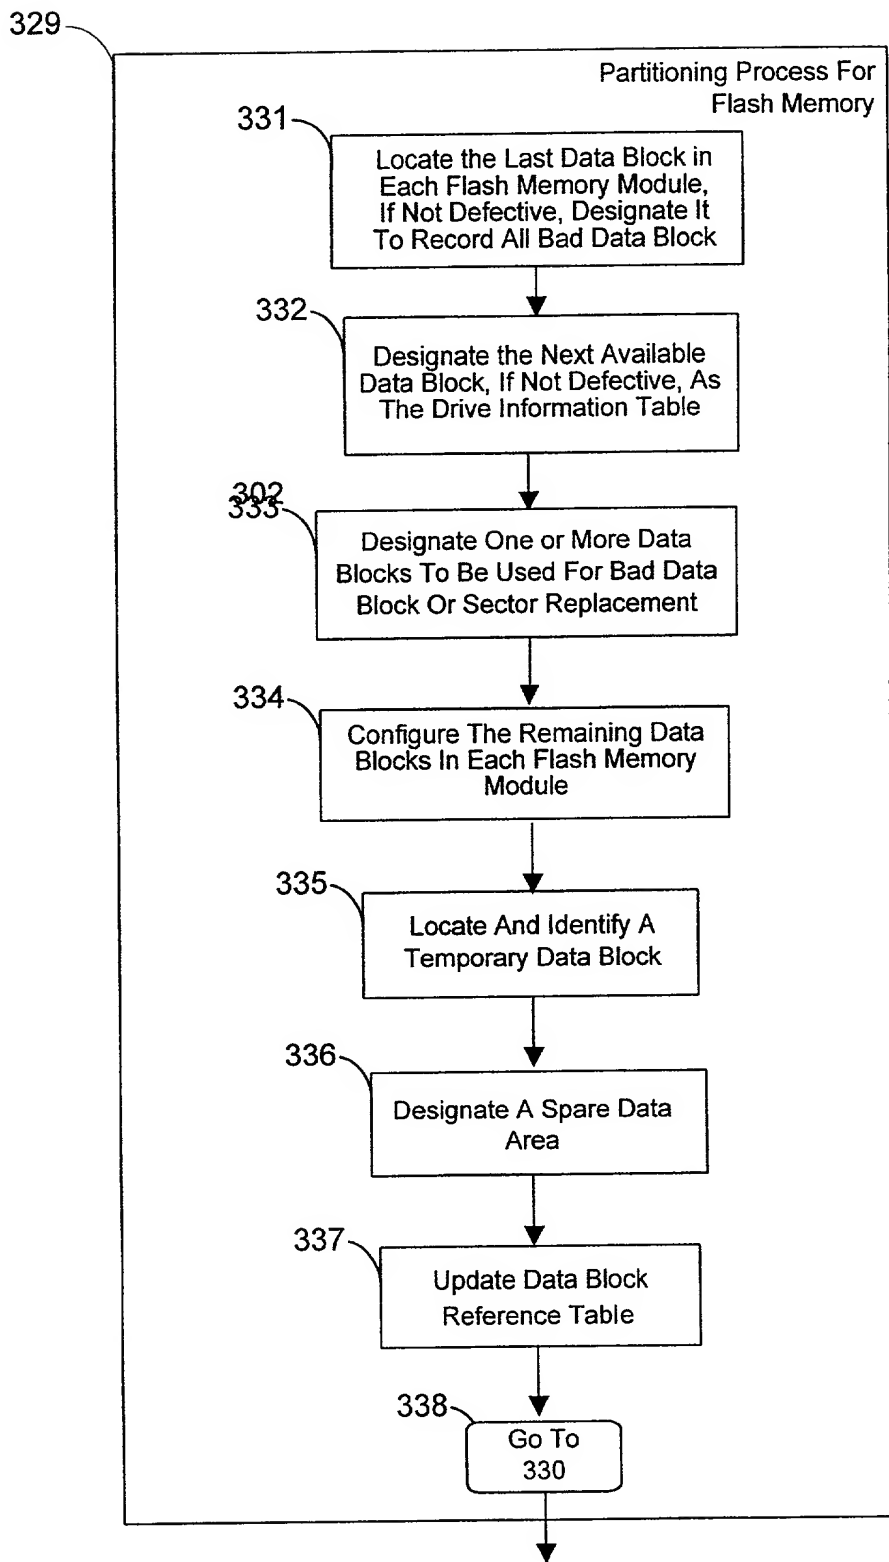 329
Partitioning Process For
Flash Memory
331
Locate the Last Data Block in
Each Flash Memory Module,
If Not Defective, Designate It
To Record All Bad Data Block
332
Designate the Next Available
Data Block, If Not Defective, As
The Drive Information Table
302
333
Designate One or More Data
Blocks To Be Used For Bad Data
Block Or Sector Replacement
334
Configure The Remaining Data
Blocks In Each Flash Memory
Module
335
Locate And Identify A
Temporary Data Block
336
Designate A Spare Data
Area
337
Update Data Block
Reference Table
338
Go To
330